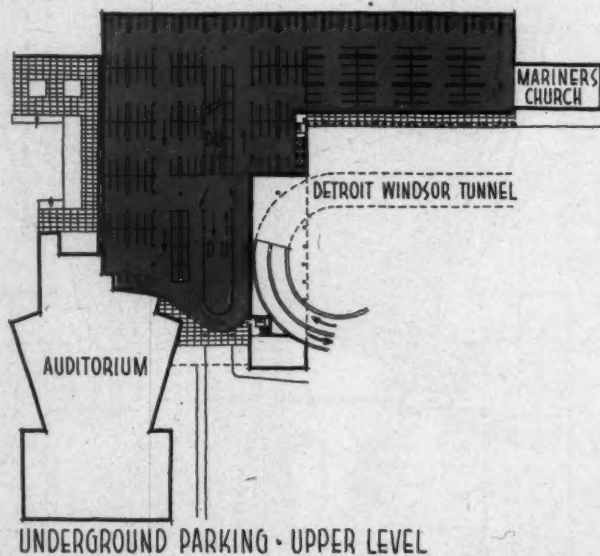 MARINERS
CHURCH
D U
DETROIT WINDSOR TUNNEL
D U
AUDITORIUM
UNDERGROUND PARKING · UPPER LEVEL